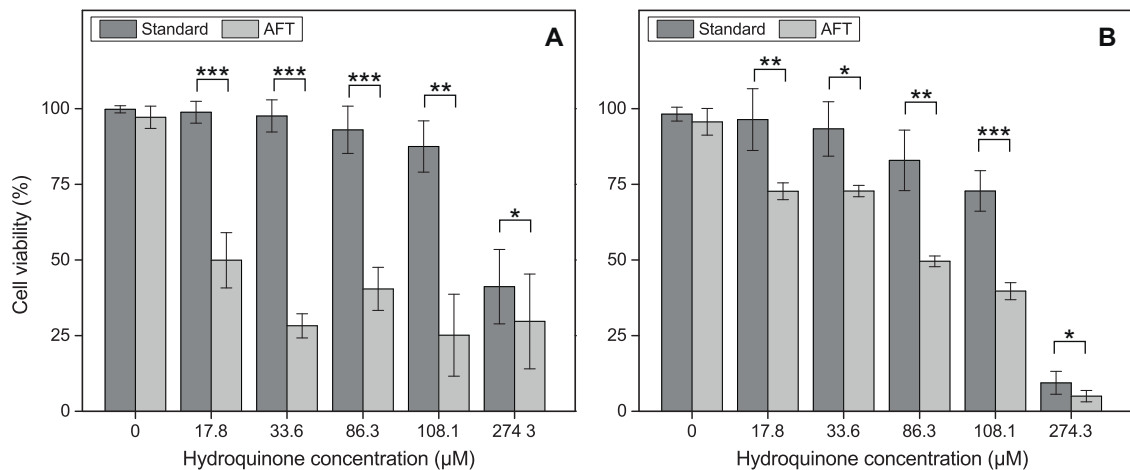 Standard AFT
A
*** *** *** ** *
Cell viability (%)
100
75
50
25
0
0 17.8 33.6 86.3 108.1 274 3
Hydroquinone concentration (µM)
Standard AFT
B
** * ** *** *
100
75
50
25
0
0 17.8 33.6 86.3 108.1 274.3
Hydroquinone concentration (µM)